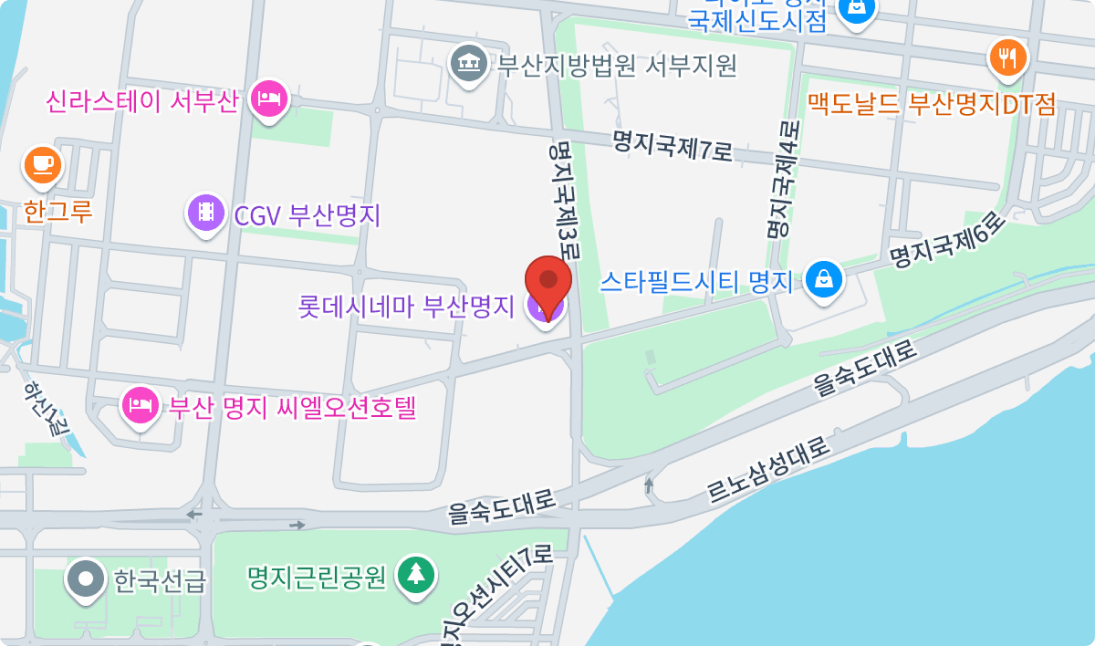 국제신도시점
부산지방법원 서부지원
신라스테이 서부산
맥도날드 부산명지DT점
명지국제7로
명지국제4로
명지국제3로
한그루
CGV 부산명지
명지국제6로
스타필드시티 명지
롯데시네마 부산명지
을숙도대로
하신1길
부산 명지 씨엘오션호텔
르노삼성대로
을숙도대로
한국선급
명지근린공원
명지오션시티7로